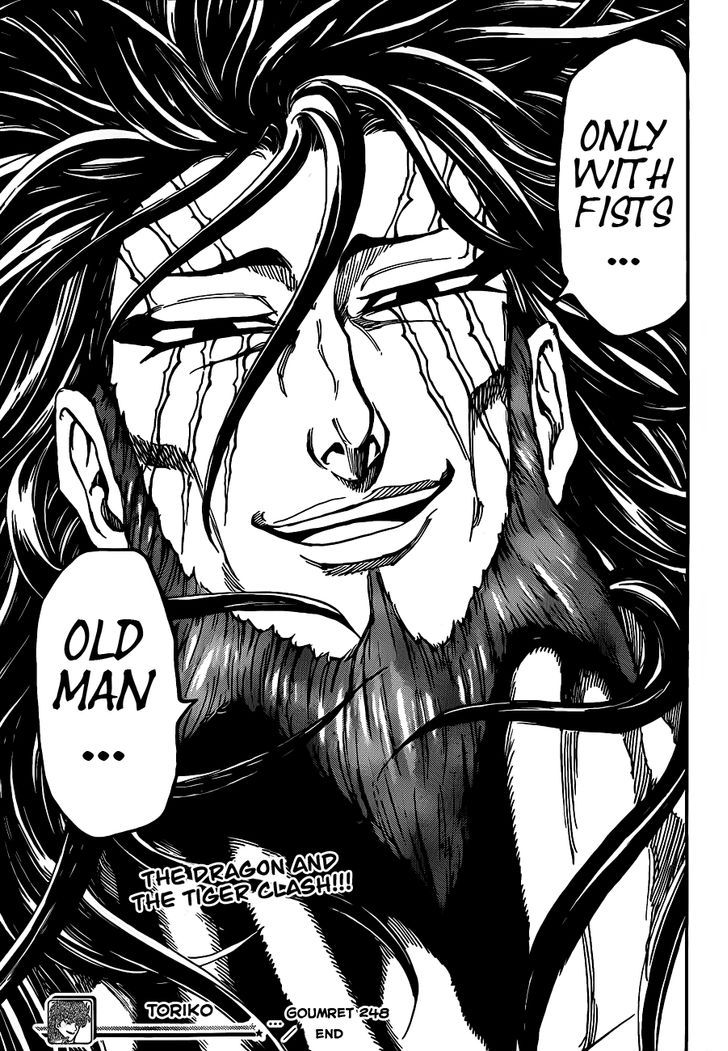 ONLY
WITH
FISTS
...
OLD
MAN
...
THE DRAGON AND
THE TIGER CLASH!!!
TORIKO
... GOUMRET 248
END